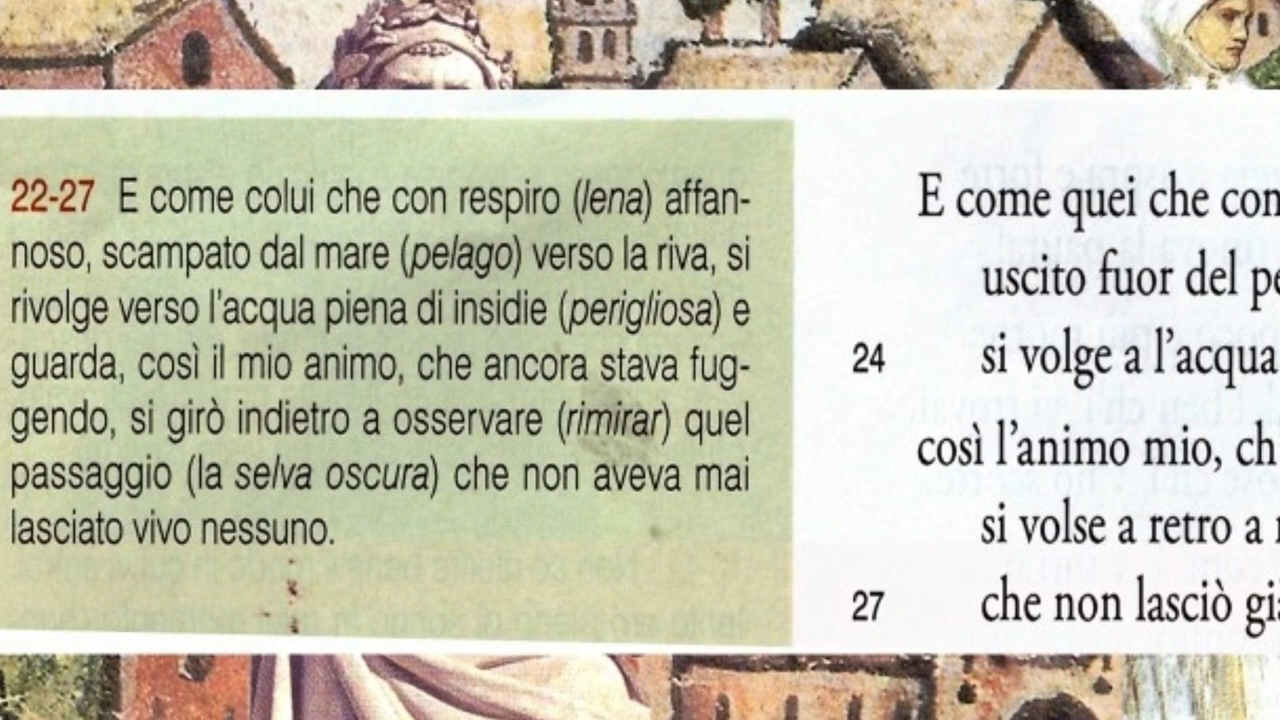 22-27 E come colui che con respiro (lena) affan-
noso, scampato dal mare (pelago) verso la riva, si
rivolge verso l'acqua piena di insidie (perigliosa) e
guarda, così il mio animo, che ancora stava fug-
gendo, si girò indietro a osservare (rimirar) quel
passaggio (la selva oscura) che non aveva mai
lasciato vivo nessuno.
E come quei che con
uscito fuor del pe
24 si volge a l'acqua
così l'animo mio, ch
si volse a retro a
27 che non lasciò gi